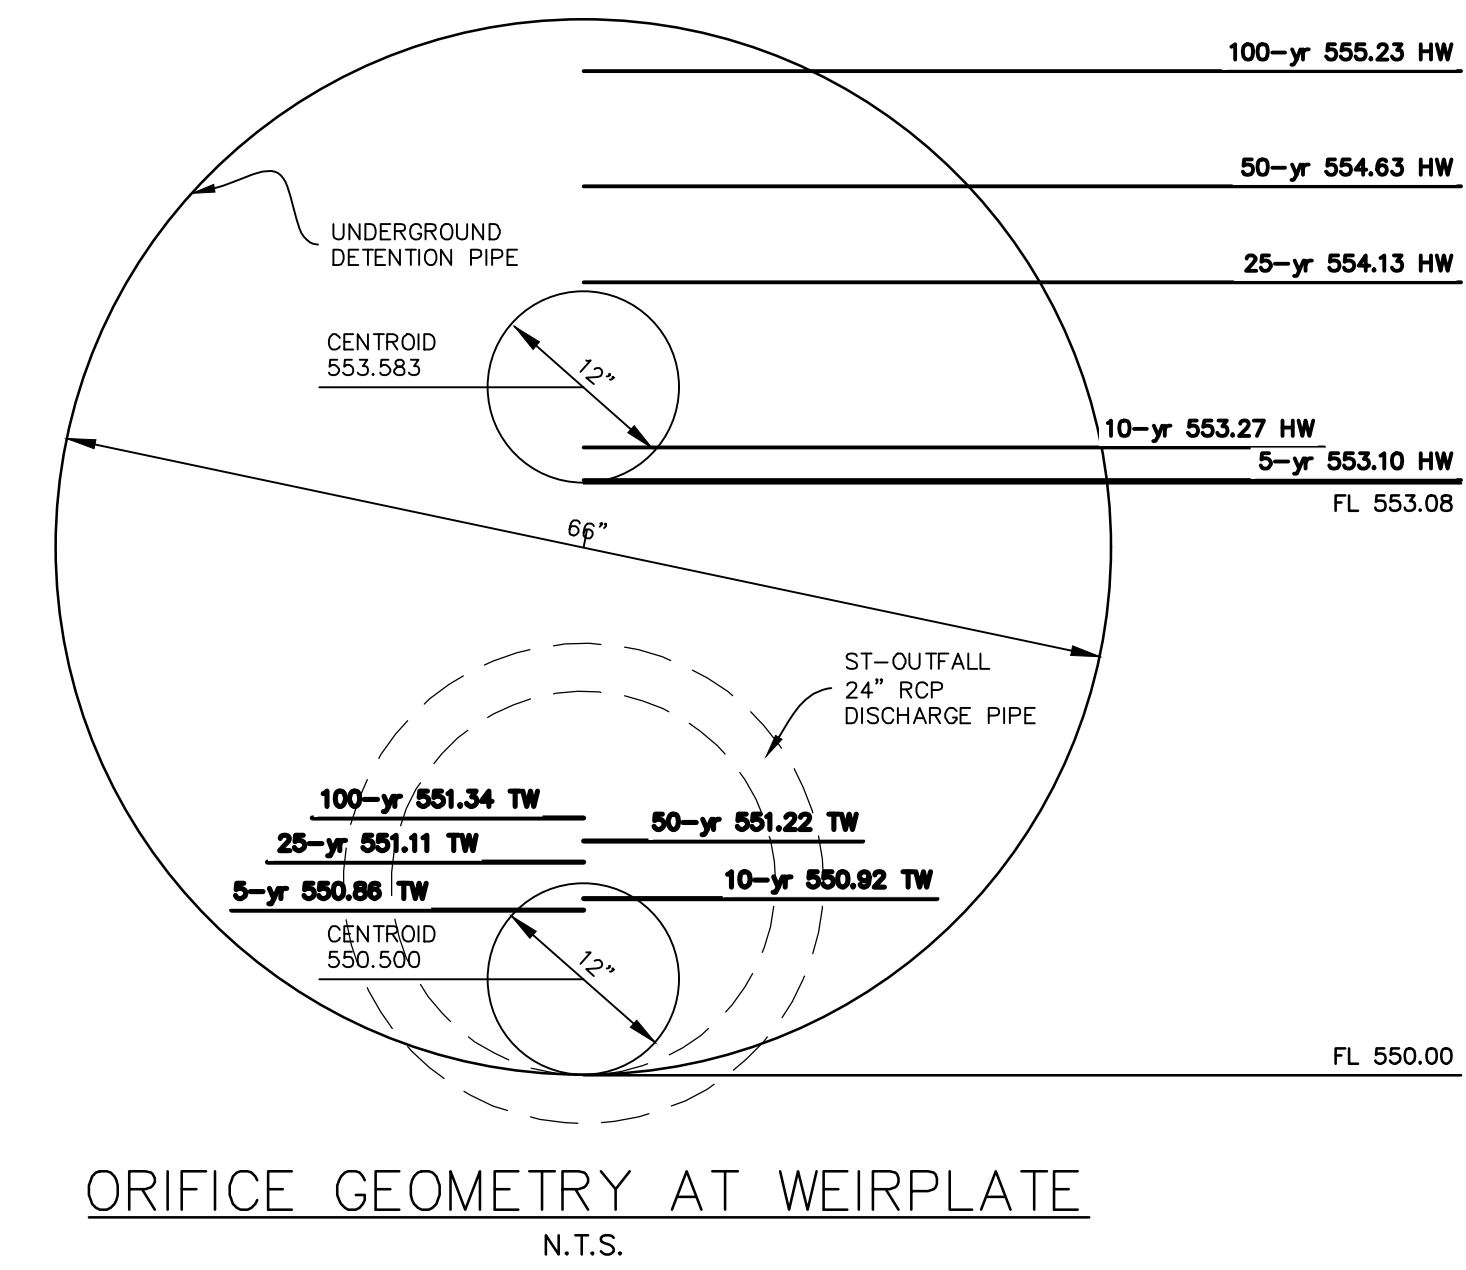 100-yr 555.23 HW
50-yr 554.63 HW
UNDERGROUND
DETENTION PIPE
25-yr 554.13 HW
CENTROID
553.583
12"
10-yr 553.27 HW
5-yr 553.10 HW
FL 553.08
66"
ST-OUTFALL
24" RCP
DISCHARGE PIPE
100-yr 551.34 TW
50-yr 551.22 TW
25-yr 551.11 TW
10-yr 550.92 TW
5-yr 550.86 TW
CENTROID
550.500
12"
FL 550.00
ORIFICE GEOMETRY AT WEIRPLATE
N.T.S.